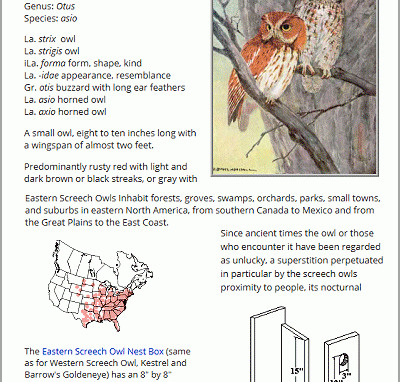 Genus: Otus
Species: asio
La. strix owl
La. strigis owl
iLa. forma form, shape, kind
La. -idae appearance, resemblance
Gr. otis buzzard with long ear feathers
La. asio horned owl
La. axio horned owl
A small owl, eight to ten inches long with
a wingspan of almost two feet.
Predominantly rusty red with light and
dark brown or black streaks, or gray with
Eastern Screech Owls Inhabit forests, groves, swamps, orchards, parks, small towns,
and suburbs in eastern North America, from southern Canada to Mexico and from
the Great Plains to the East Coast.
Since ancient times the owl or those
who encounter it have been regarded
as unlucky, a superstition perpetuated
in particular by the screech owls
proximity to people, its nocturnal
The Eastern Screech Owl Nest Box (same
as for Western Screech Owl, Kestrel and
Barrow's Goldeneye) has an 8" by 8"
15"
3"